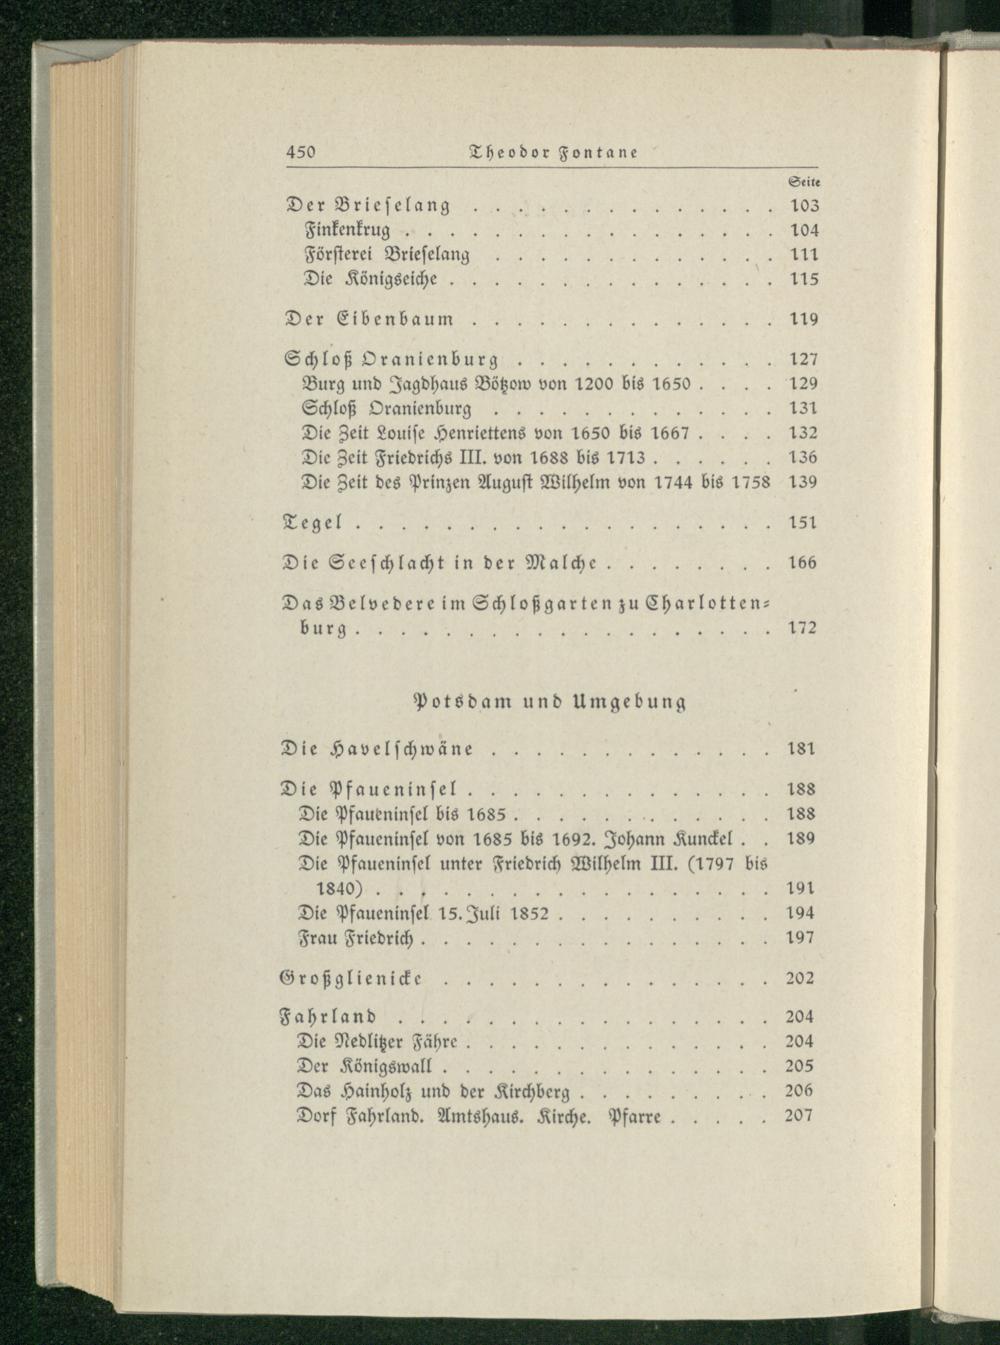 450 Theodor Fontane
Seite
Der Brieselang . . . . . . . . . . . . . . 103
Finkenkrug . . . . . . . . . . . . . . . . . 104
Försterei Brieselang . . . . . . . . . . . . . 111
Die Königseiche . . . . . . . . . . . . . . . 115
Der Eibenbaum . . . . . . . . . . . . . . 119
Schloß Oranienburg . . . . . . . . . . . . 127
Burg und Jagdhaus Bötzow von 1200 bis 1650 . . . . 129
Schloß Oranienburg . . . . . . . . . . . . . 131
Die Zeit Louise Henriettens von 1650 bis 1667 . . . . 132
Die Zeit Friedrichs III. von 1688 bis 1713 . . . . . . 136
Die Zeit des Prinzen August Wilhelm von 1744 bis 1758 139
Tegel . . . . . . . . . . . . . . . . . . . 151
Die Seeschlacht in der Malche . . . . . . . . 166
Das Belvedere im Schloßgarten zu Charlotten-
burg . . . . . . . . . . . . . . . . . . . 172
Potsdam und Umgebung
Die Havelschwäne . . . . . . . . . . . . . 181
Die Pfaueninsel . . . . . . . . . . . . . . 188
Die Pfaueninsel bis 1685 . . . . . . . . . . . . 188
Die Pfaueninsel von 1685 bis 1692. Johann Kunckel . . 189
Die Pfaueninsel unter Friedrich Wilhelm III. (1797 bis
1840) . . . . . . . . . . . . . . . . . . 191
Die Pfaueninsel 15. Juli 1852 . . . . . . . . . . 194
Frau Friedrich . . . . . . . . . . . . . . . . 197
Großglienicke . . . . . . . . . . . . . . . 202
Fahrland . . . . . . . . . . . . . . . . . 204
Die Nedlitzer Fähre . . . . . . . . . . . . . . 204
Der Königswall . . . . . . . . . . . . . . . 205
Das Hainholz und der Kirchberg . . . . . . . . . 206
Dorf Fahrland. Amtshaus. Kirche. Pfarre . . . . . 207